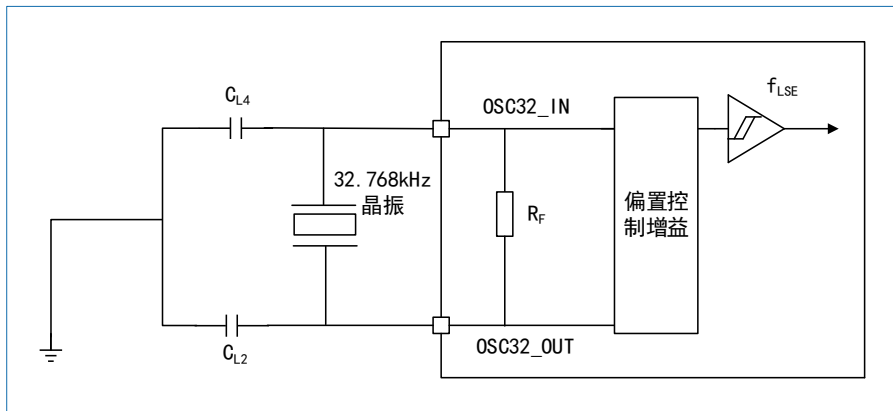 C_L4
OSC32_IN
f_LSE
32.768kHz
晶振
R_F
偏置控
制增益
C_L2
OSC32_OUT